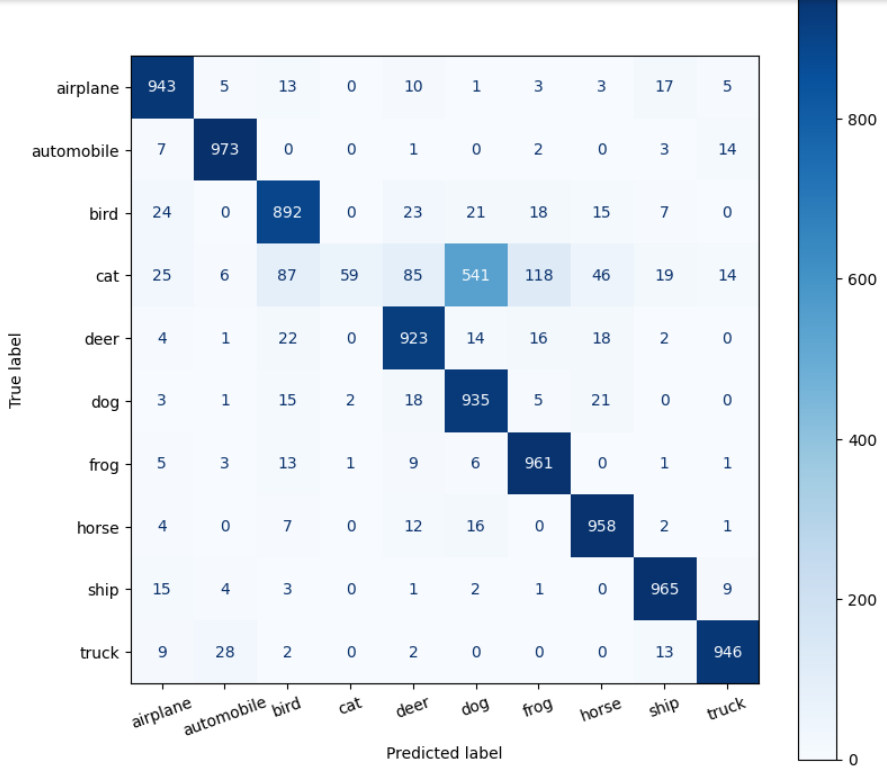 airplane 943 5 13 0 10 1 3 3 17 5
automobile 7 973 0 0 1 0 2 0 3 14
bird 24 0 892 0 23 21 18 15 7 0
cat 25 6 87 59 85 541 118 46 19 14
deer 4 1 22 0 923 14 16 18 2 0
dog 3 1 15 2 18 935 5 21 0 0
frog 5 3 13 1 9 6 961 0 1 1
horse 4 0 7 0 12 16 0 958 2 1
ship 15 4 3 0 1 2 1 0 965 9
truck 9 28 2 0 2 0 0 0 13 946
airplane automobile bird cat deer dog frog horse ship truck
Predicted label
True label
800
600
400
200
0